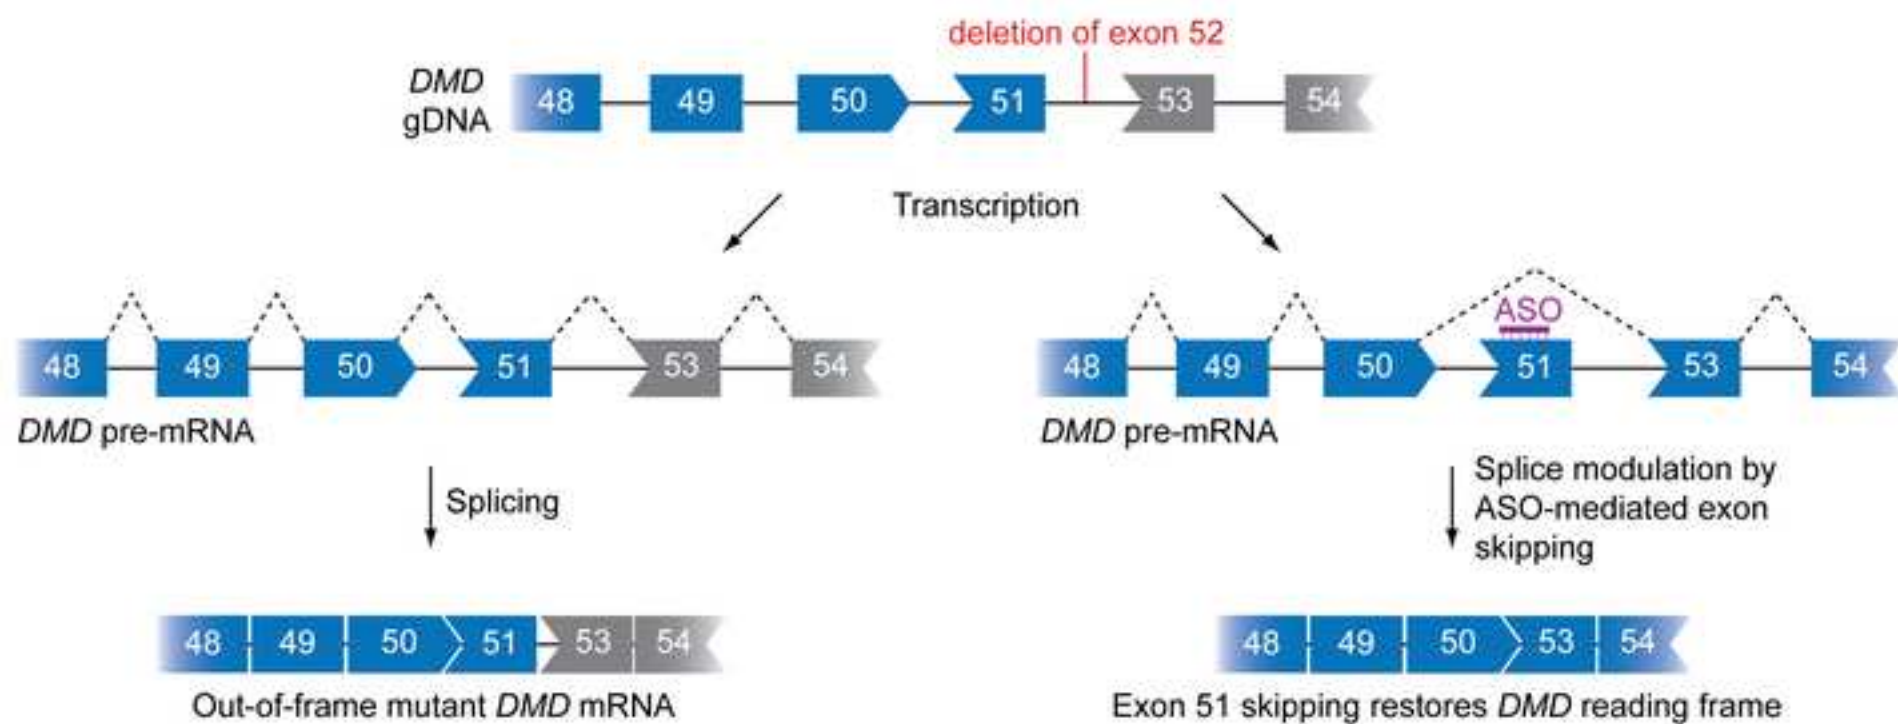 deletion of exon 52
DMD
gDNA
48 49 50 51 53 54
Transcription
48 49 50 51 53 54
DMD pre-mRNA
Splicing
48 49 50 51 53 54
Out-of-frame mutant DMD mRNA
ASO
48 49 50 51 53 54
DMD pre-mRNA
Splice modulation by
ASO-mediated exon
skipping
48 49 50 53 54
Exon 51 skipping restores DMD reading frame